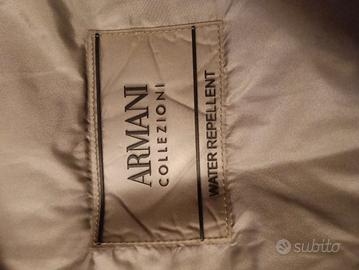 ARMANI
COLLEZIONI
WATER REPELLENT
subito